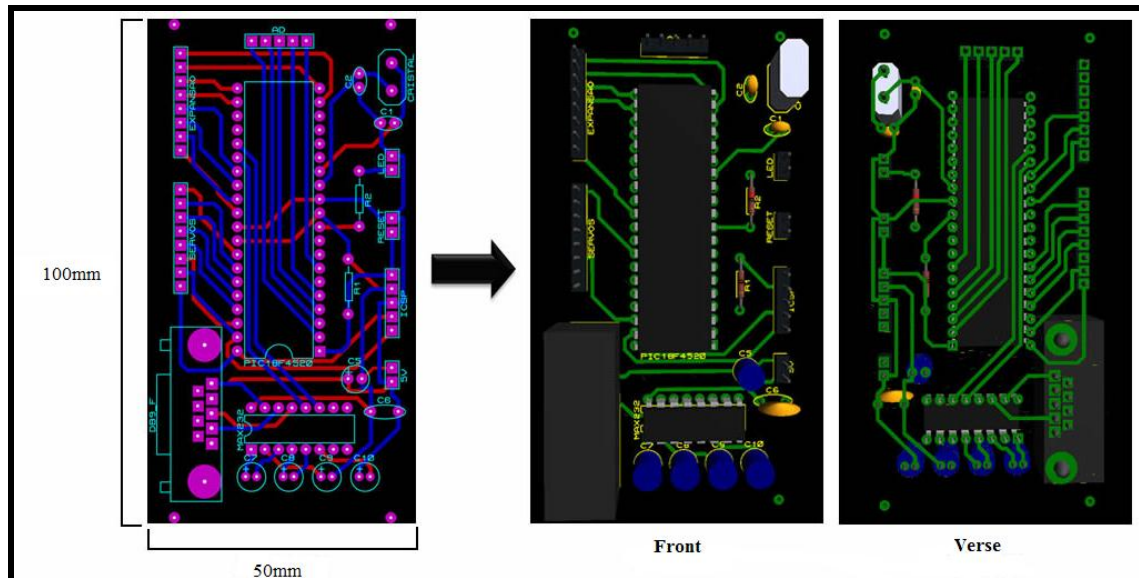 100mm
50mm
AD
EXPANSAO
C2
CRISTAL
C1
LED
R2
RESET
SERVOS
R1
ICSP
PIC18F4520
C5
5V
DB9_F
C6
MAX232
C7 C8 C9 C10
EXPANSAO
C2
C1
LED
R2
RESET
SERVOS
R1
ICSP
PIC18F4520
C5
5V
C6
MAX232
C7 C8 C9 C10
Front
Verse